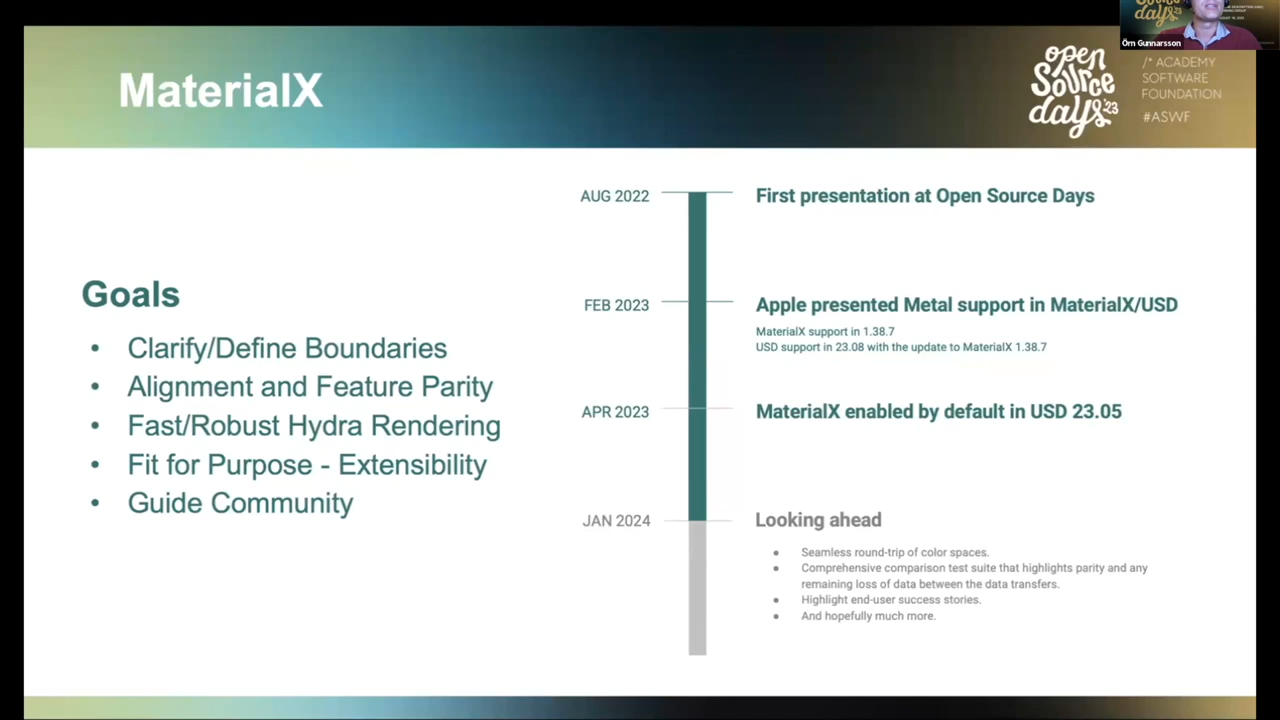 MaterialX
open
Source
days '23
/* ACADEMY
SOFTWARE
FOUNDATION
#ASWF
days '23
Örn Gunnarsson
Goals
• Clarify/Define Boundaries
• Alignment and Feature Parity
• Fast/Robust Hydra Rendering
• Fit for Purpose - Extensibility
• Guide Community
AUG 2022
First presentation at Open Source Days
FEB 2023
Apple presented Metal support in MaterialX/USD
MaterialX support in 1.38.7
USD support in 23.08 with the update to MaterialX 1.38.7
APR 2023
MaterialX enabled by default in USD 23.05
JAN 2024
Looking ahead
• Seamless round-trip of color spaces.
• Comprehensive comparison test suite that highlights parity and any
remaining loss of data between the data transfers.
• Highlight end-user success stories.
• And hopefully much more.